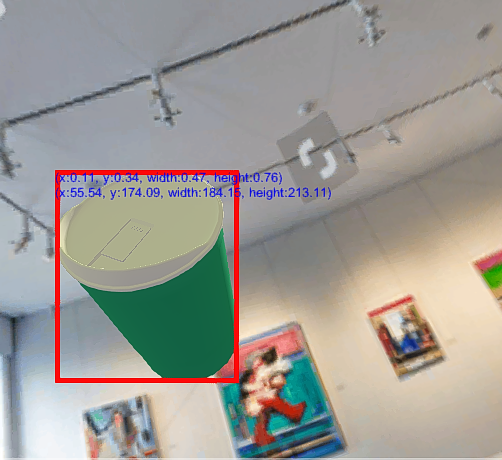 (x:0.11, y:0.34, width:0.47, height:0.76)
(x:55.54, y:174.09, width:184.15, height:213.11)